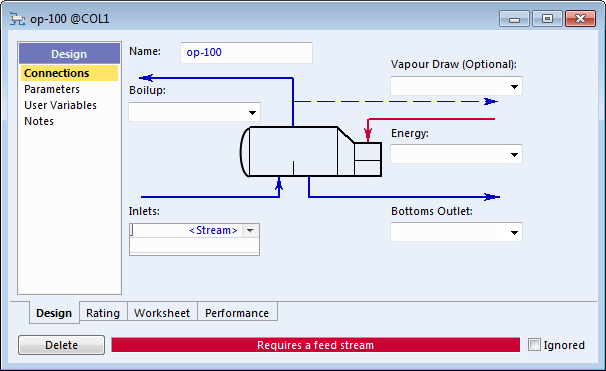 op-100 @COL1
Design
Connections
Parameters
User Variables
Notes
Name: op-100
Vapour Draw (Optional):
Boilup:
Energy:
Inlets:
<Stream>
Bottoms Outlet:
Design Rating Worksheet Performance
Delete Requires a feed stream Ignored